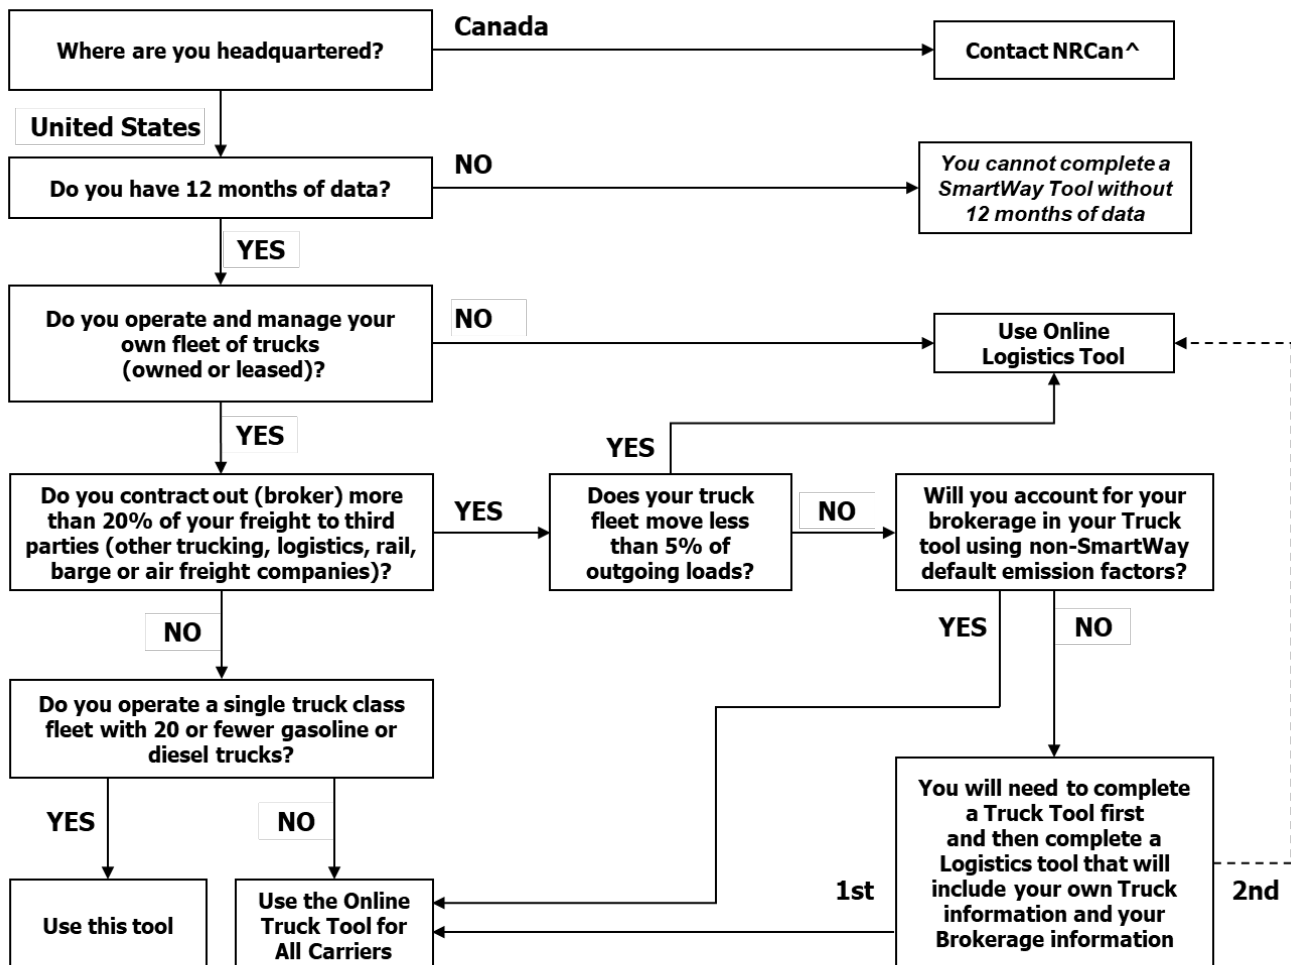 Canada
Where are you headquartered?
Contact NRCan^
United States
Do you have 12 months of data?
NO
You cannot complete a
SmartWay Tool without
12 months of data
YES
Do you operate and manage your
own fleet of trucks
(owned or leased)?
NO
Use Online
Logistics Tool
YES
YES
Do you contract out (broker) more
than 20% of your freight to third
parties (other trucking, logistics, rail,
barge or air freight companies)?
YES
Does your truck
fleet move less
than 5% of
outgoing loads?
NO
Will you account for your
brokerage in your Truck
tool using non-SmartWay
default emission factors?
NO
YES
NO
Do you operate a single truck class
fleet with 20 or fewer gasoline or
diesel trucks?
YES
NO
You will need to complete
a Truck Tool first
and then complete a
Logistics tool that will
include your own Truck
information and your
Brokerage information
1st
2nd
Use this tool
Use the Online
Truck Tool for
All Carriers